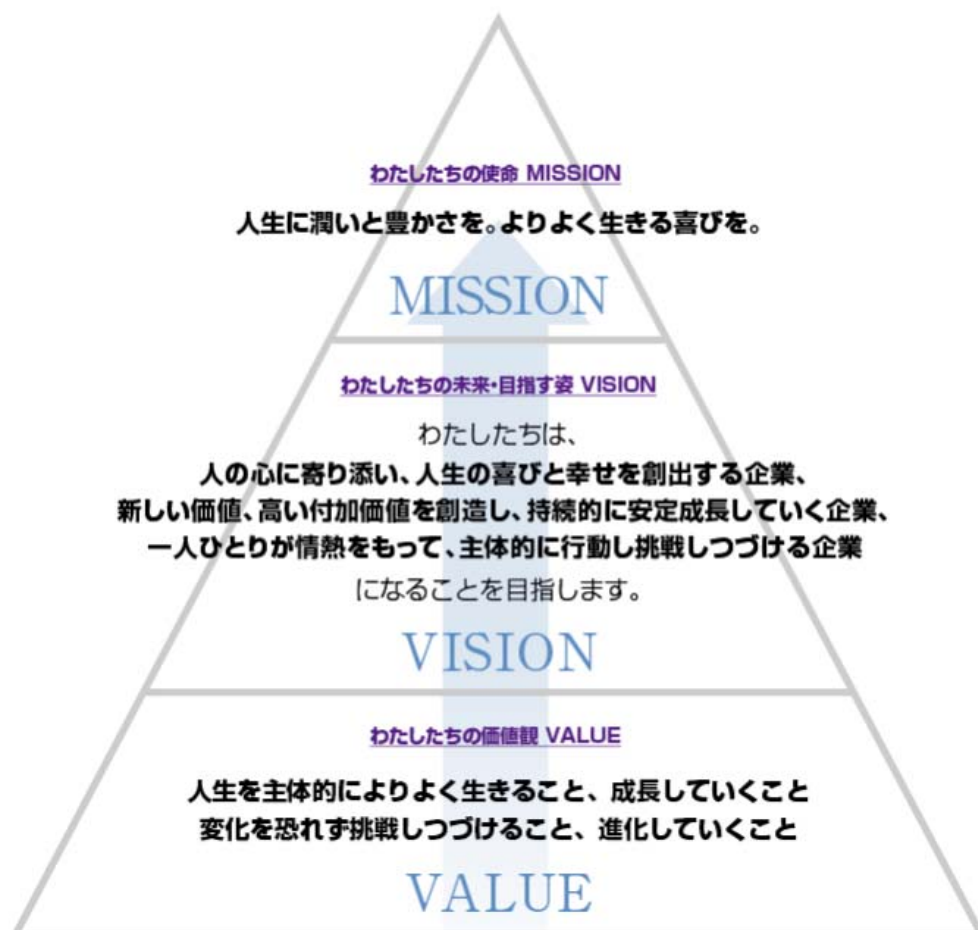 わたしたちの使命 MISSION
人生に潤いと豊かさを。よりよく生きる喜びを。
MISSION
わたしたちの未来・目指す姿 VISION
わたしたちは、
人の心に寄り添い、人生の喜びと幸せを創出する企業、
新しい価値、高い付加価値を創造し、持続的に安定成長していく企業、
一人ひとりが情熱をもって、主体的に行動し挑戦しつづける企業
になることを目指します。
VISION
わたしたちの価値観 VALUE
人生を主体的によりよく生きること、成長していくこと
変化を恐れず挑戦しつづけること、進化していくこと
VALUE